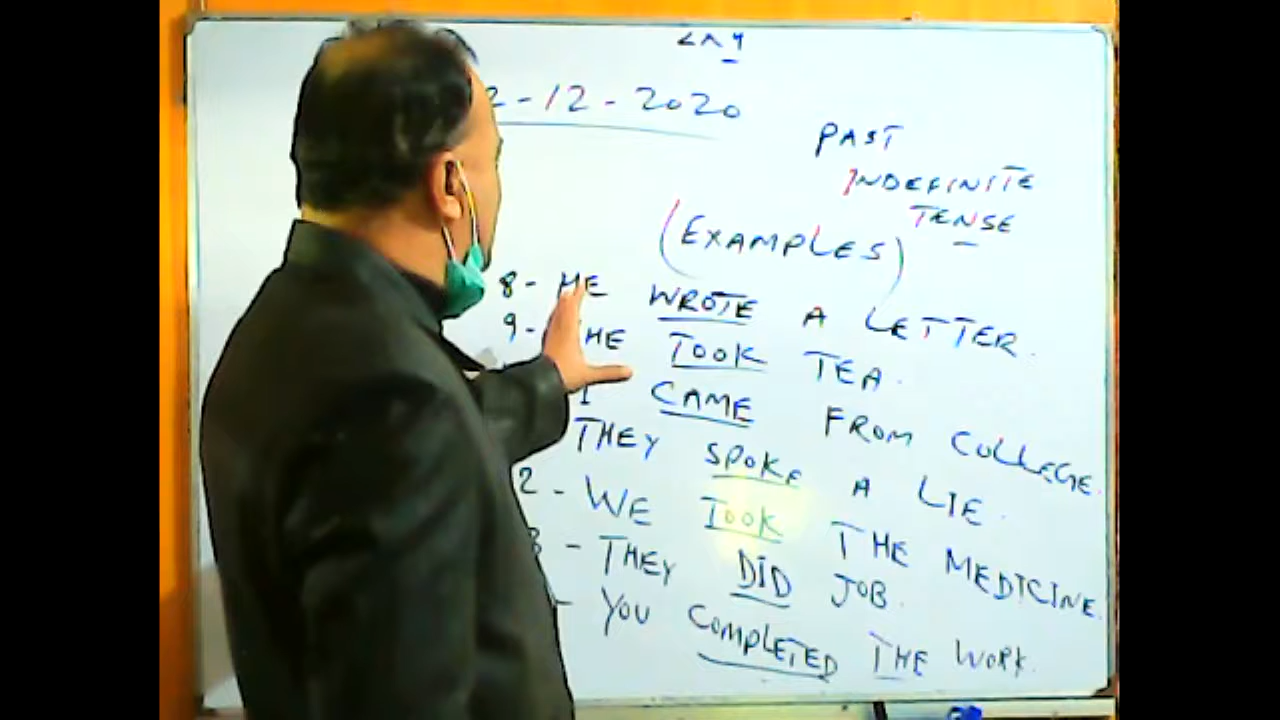 2-12-2020
PAST
INDEFINITE
TENSE
(EXAMPLES)
8- HE WROTE A LETTER.
9- HE TOOK TEA.
I CAME FROM COLLEGE.
THEY SPOKE A LIE.
2- WE TOOK THE MEDICINE.
3- THEY DID JOB.
- YOU COMPLETED THE WORK.